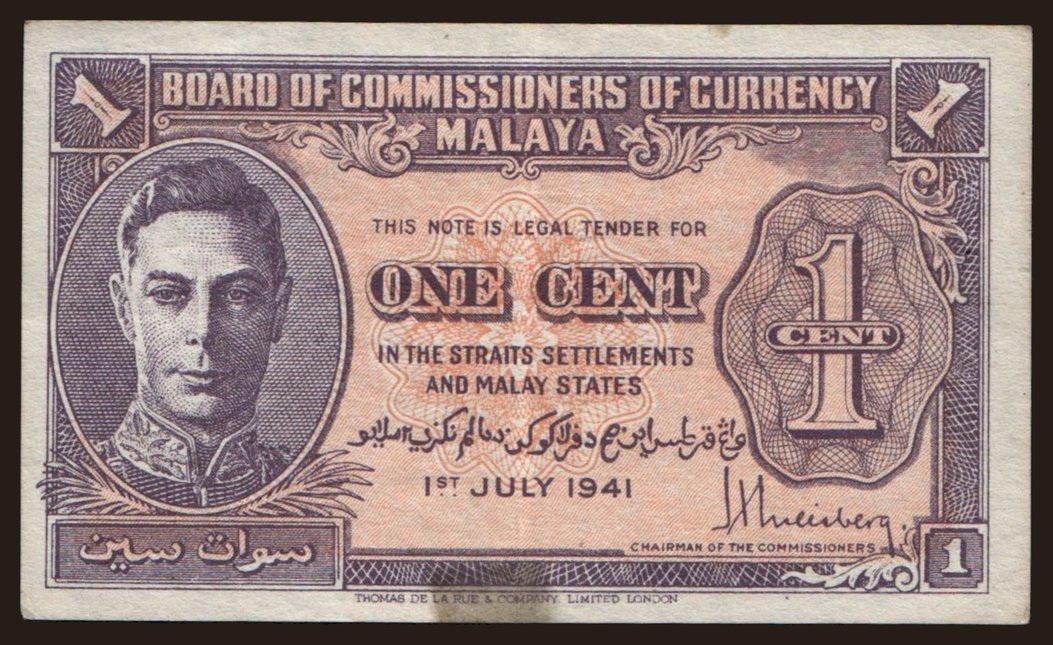 1
BOARD OF COMMISSIONERS OF CURRENCY
MALAYA
1
THIS NOTE IS LEGAL TENDER FOR
ONE CENT
1
CENT
IN THE STRAITS SETTLEMENTS
AND MALAY STATES
1ST JULY 1941
CHAIRMAN OF THE COMMISSIONERS
سوات سين
1
THOMAS DE LA RUE & COMPANY. LIMITED LONDON